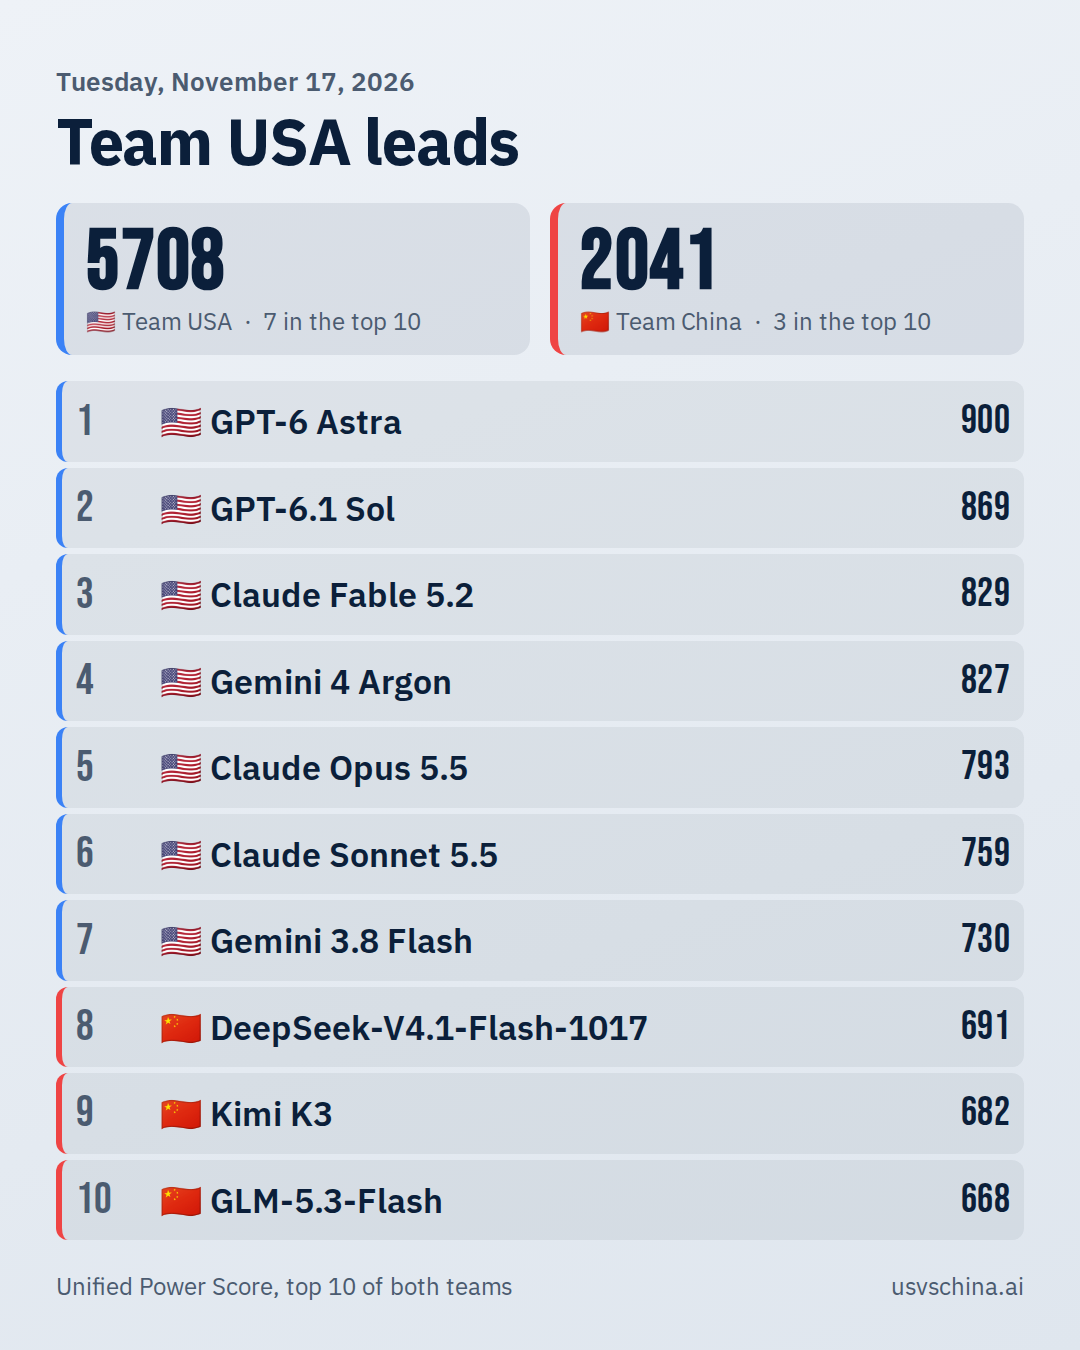 Tuesday, November 17, 2026
Team USA leads
5708
🇺🇸 Team USA · 7 in the top 10
2041
🇨🇳 Team China · 3 in the top 10
1 🇺🇸 GPT-6 Astra 900
2 🇺🇸 GPT-6.1 Sol 869
3 🇺🇸 Claude Fable 5.2 829
4 🇺🇸 Gemini 4 Argon 827
5 🇺🇸 Claude Opus 5.5 793
6 🇺🇸 Claude Sonnet 5.5 759
7 🇺🇸 Gemini 3.8 Flash 730
8 🇨🇳 DeepSeek-V4.1-Flash-1017 691
9 🇨🇳 Kimi K3 682
10 🇨🇳 GLM-5.3-Flash 668
Unified Power Score, top 10 of both teams
usvschina.ai